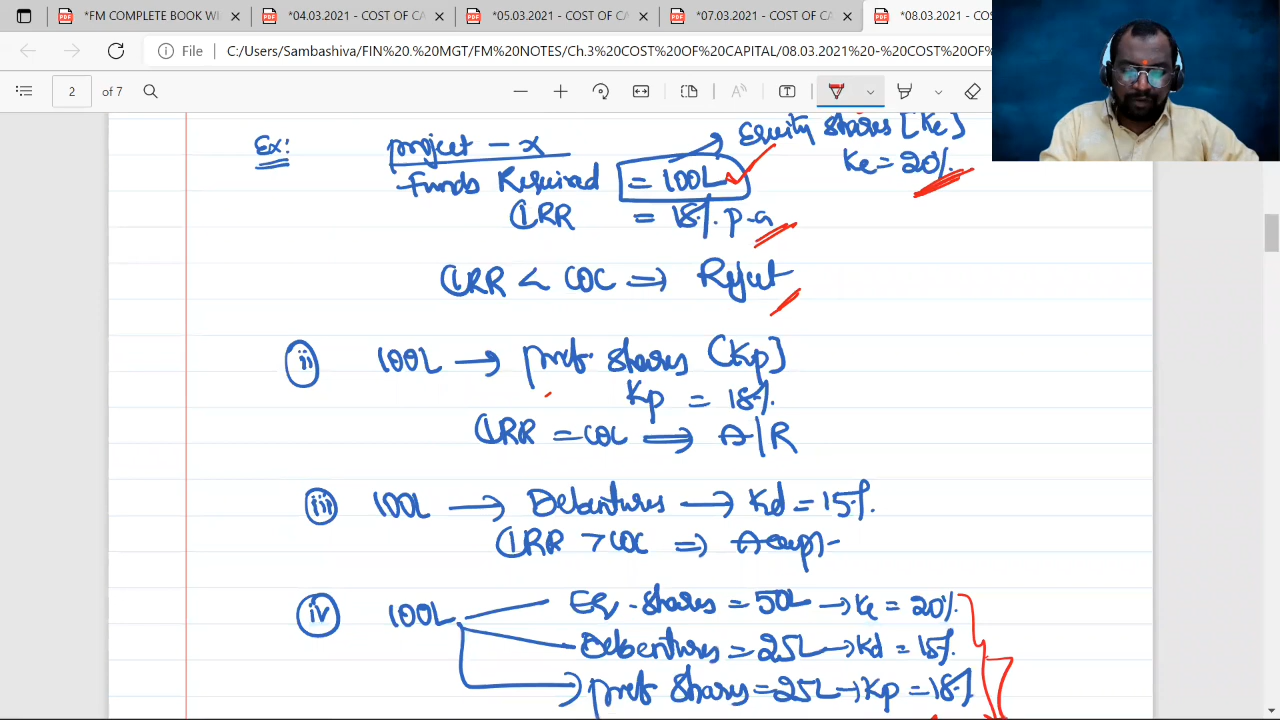 *FM COMPLETE BOOK WI
*04.03.2021 - COST OF CA
*05.03.2021 - COST OF CA
*07.03.2021 - COST OF CA
*08.03.2021 - COST OF
File
C:/Users/Sambashiva/FIN%20.%20MGT/FM%20NOTES/Ch.3%20COST%20OF%20CAPITAL/08.03.2021%20-%20COST%20OF%
2 of 7
Equity shares [Ke]
Ex: project - x
Ke = 20%.
Funds Required = 100L
IRR = 18%. p.a
IRR < COC ⇒ Reject
(ii) 100L → pref. shares (Kp]
Kp = 18%.
IRR = COC ⇒ A/R
(iii) 100L → Debentures → Kd = 15%.
IRR > COC ⇒ Accept
(iv) 100L
Eq. shares = 50L → Ke = 20%.
Debentures = 25L → Kd = 15%.
pref shares = 25L → Kp = 18%.